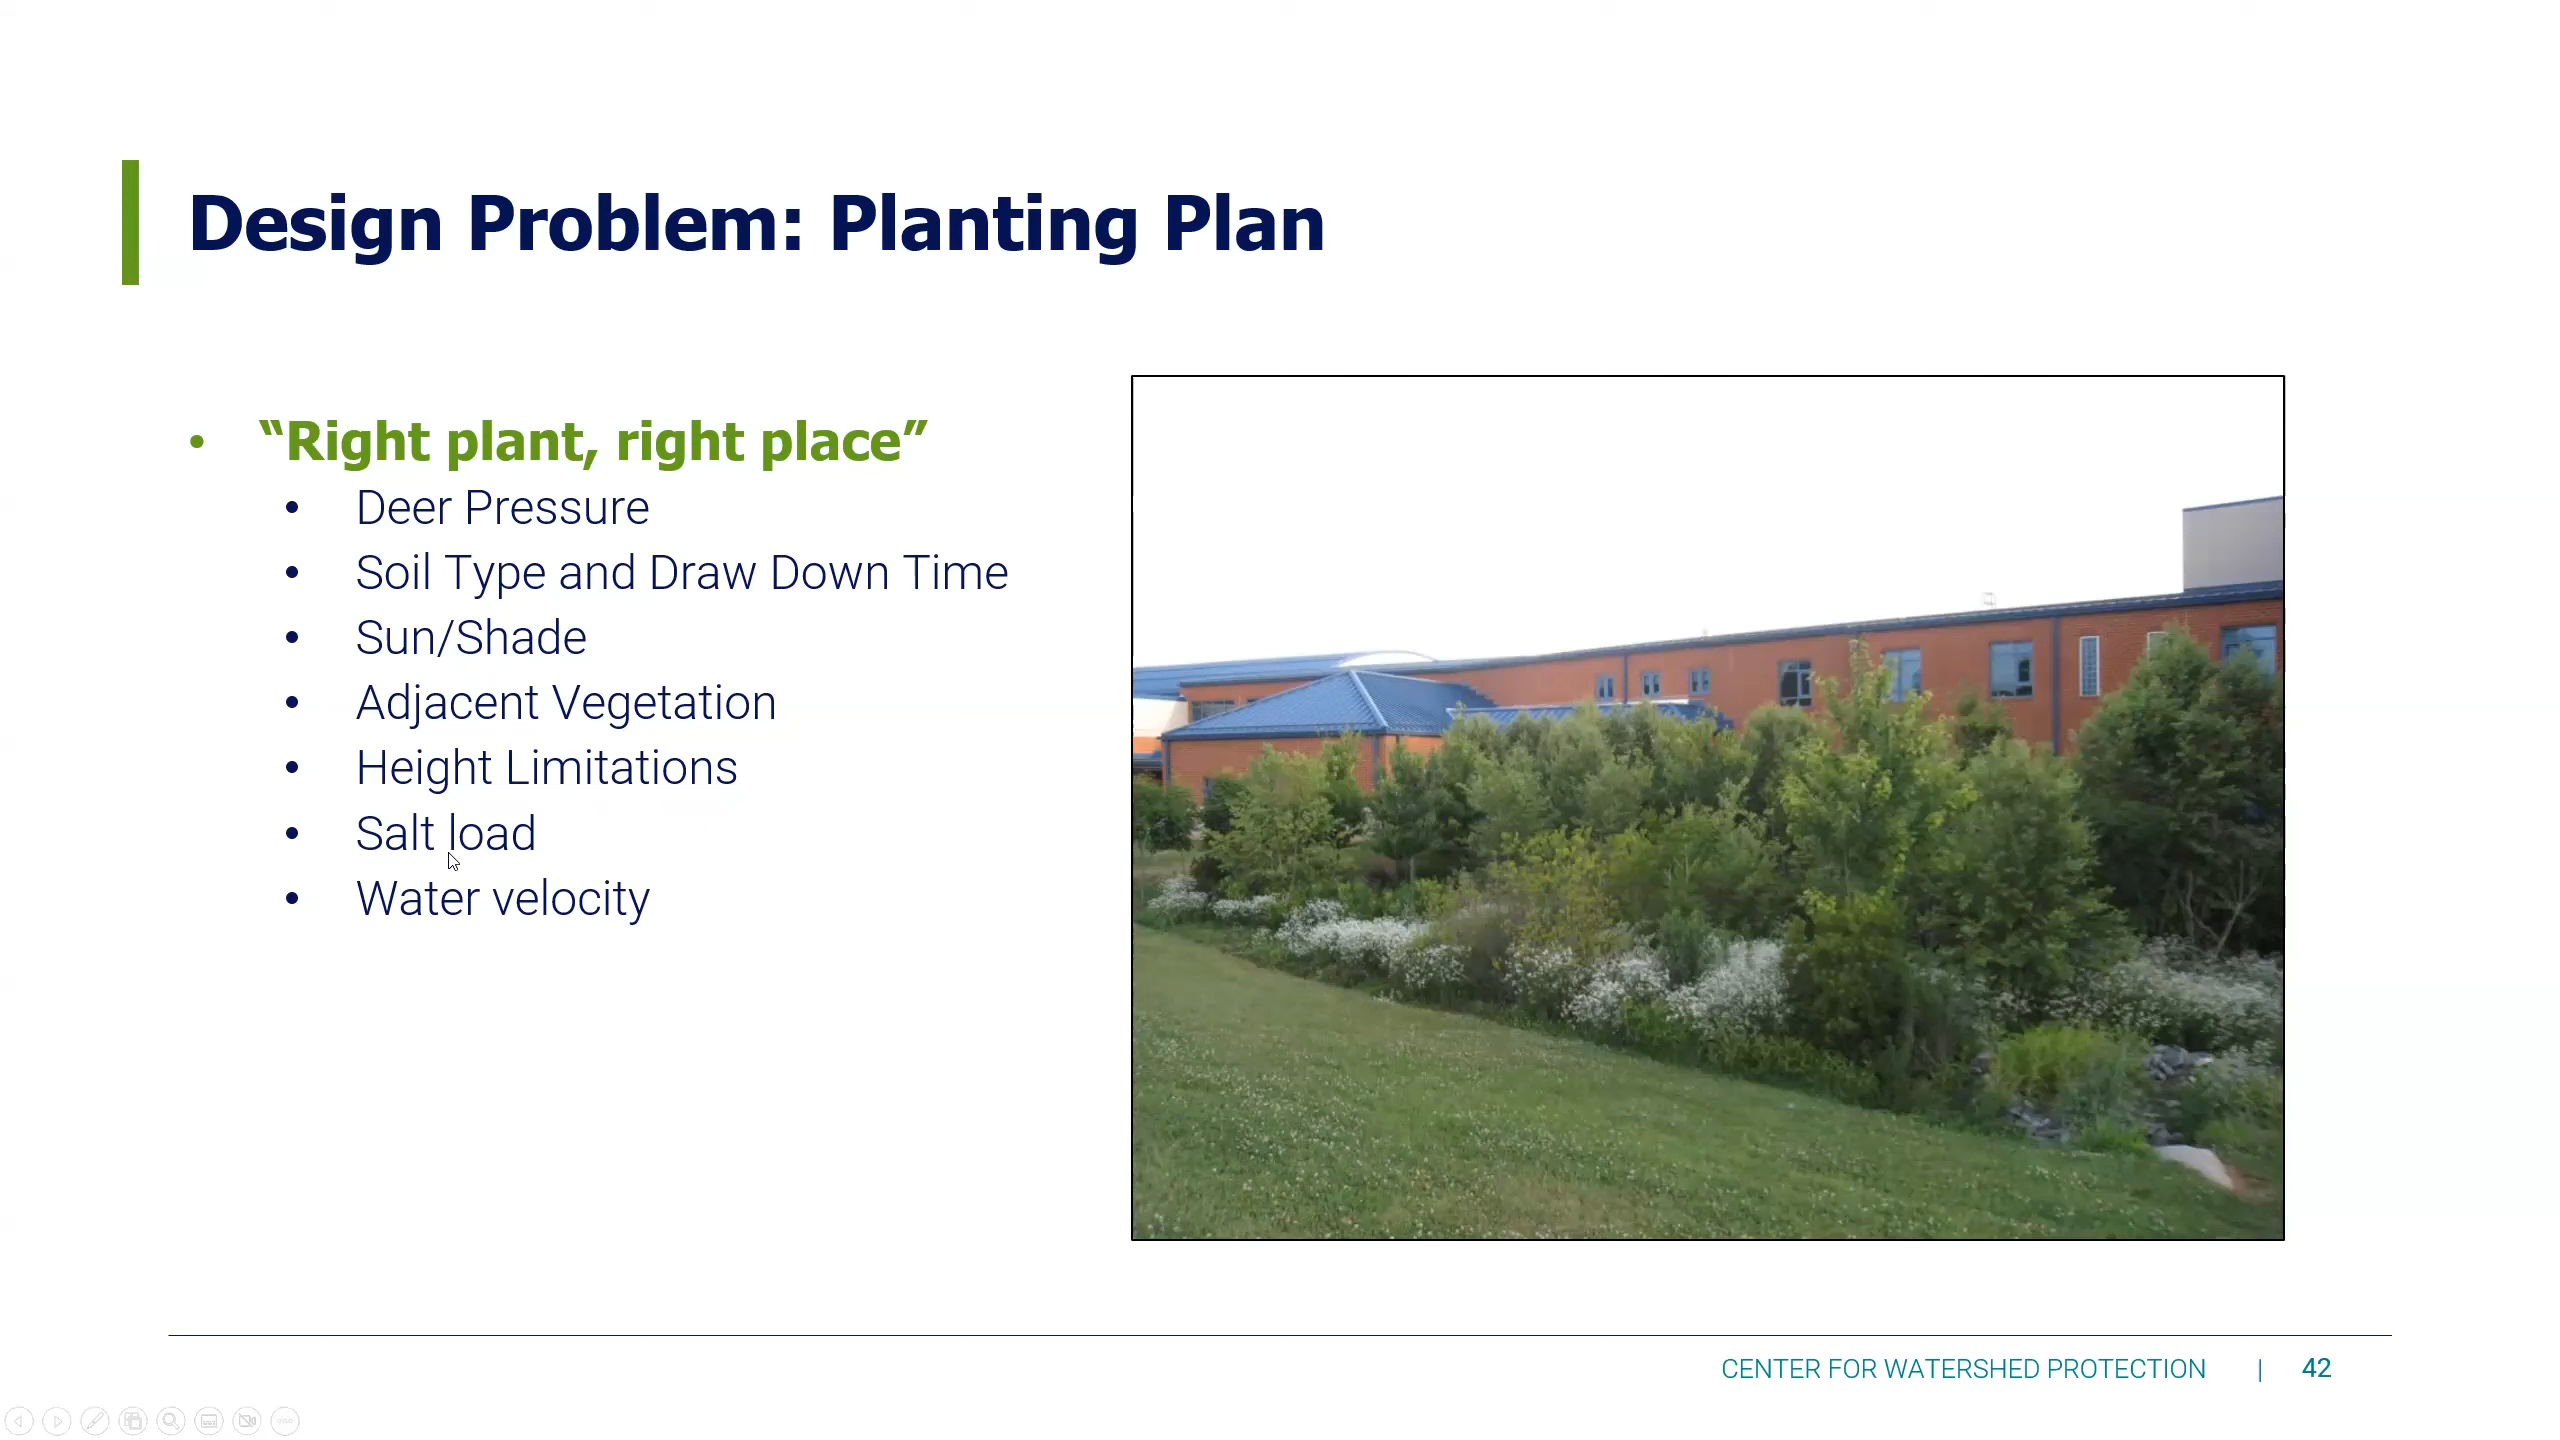 Design Problem: Planting Plan
• “Right plant, right place”
• Deer Pressure
• Soil Type and Draw Down Time
• Sun/Shade
• Adjacent Vegetation
• Height Limitations
• Salt load
• Water velocity
CENTER FOR WATERSHED PROTECTION | 42